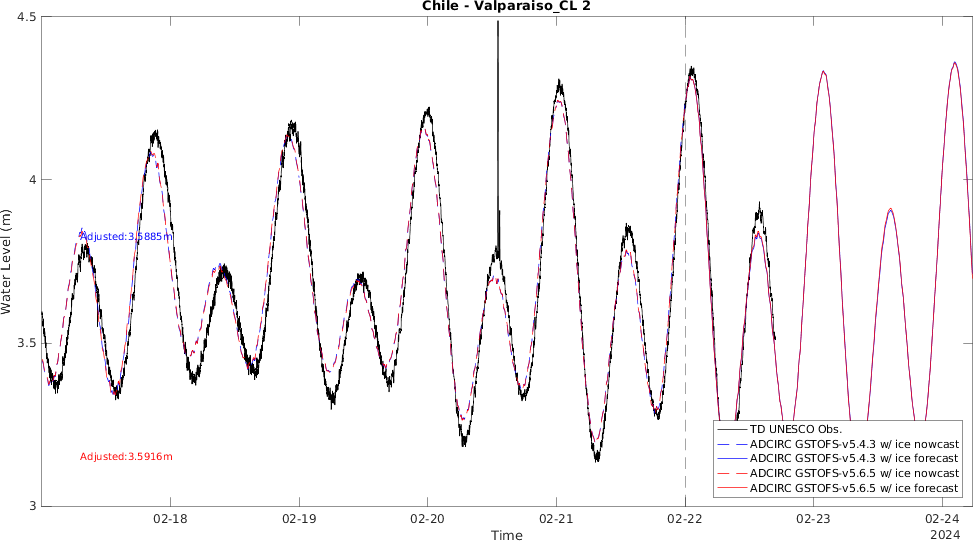 Chile - Valparaiso_CL 2
4.5
4
3.5
3
Water Level (m)
Adjusted:3.5885m
Adjusted:3.5916m
TD UNESCO Obs.
ADCIRC GSTOFS-v5.4.3 w/ ice nowcast
ADCIRC GSTOFS-v5.4.3 w/ ice forecast
ADCIRC GSTOFS-v5.6.5 w/ ice nowcast
ADCIRC GSTOFS-v5.6.5 w/ ice forecast
02-18 02-19 02-20 02-21 02-22 02-23 02-24
Time
2024